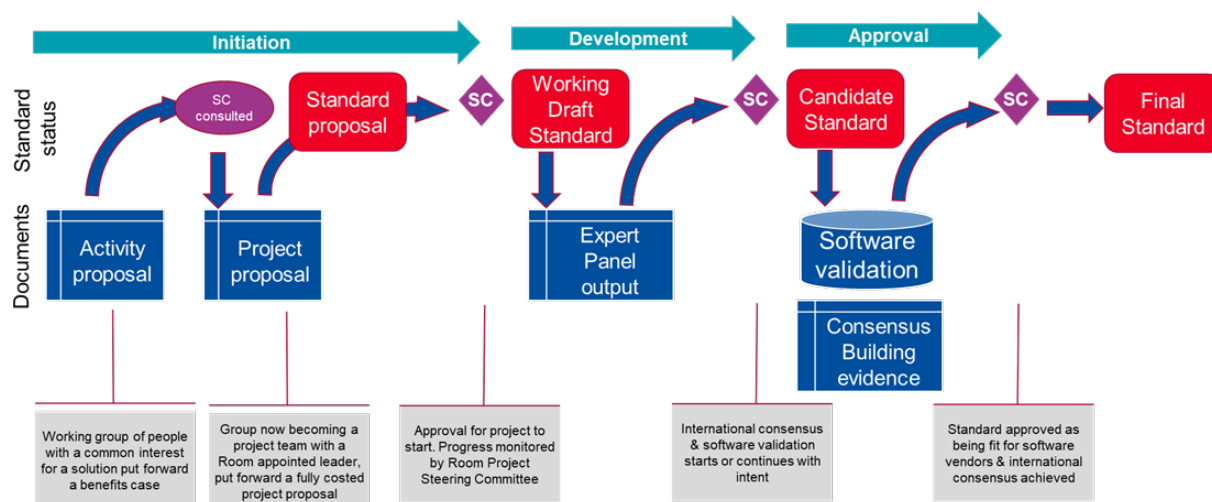 Initiation
Development
Approval
Standard
status
SC
consulted
Standard
proposal
SC
Working
Draft
Standard
SC
Candidate
Standard
SC
Final
Standard
Documents
Activity
proposal
Project
proposal
Expert
Panel
output
Software
validation
Consensus
Building
evidence
Working group of people
with a common interest
for a solution put forward
a benefits case
Group now becoming a
project team with a
Room appointed leader,
put forward a fully costed
project proposal
Approval for project to
start. Progress monitored
by Room Project
Steering Committee
International consensus
& software validation
starts or continues with
intent
Standard approved as
being fit for software
vendors & international
consensus achieved